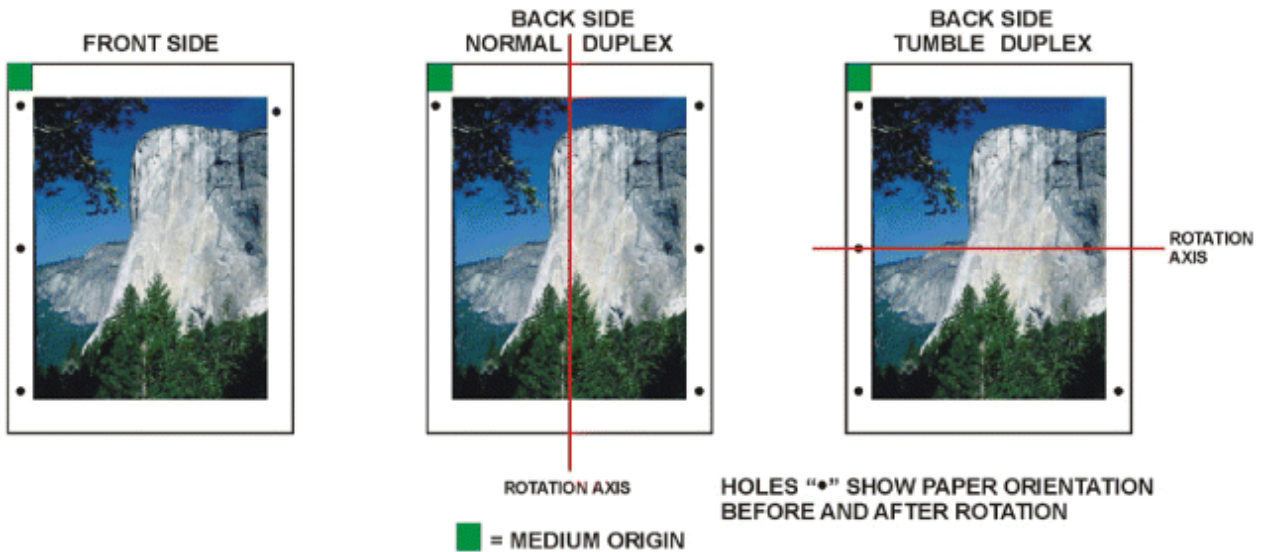 FRONT SIDE
BACK SIDE
NORMAL DUPLEX
BACK SIDE
TUMBLE DUPLEX
ROTATION
AXIS
ROTATION AXIS
HOLES “•” SHOW PAPER ORIENTATION
BEFORE AND AFTER ROTATION
= MEDIUM ORIGIN